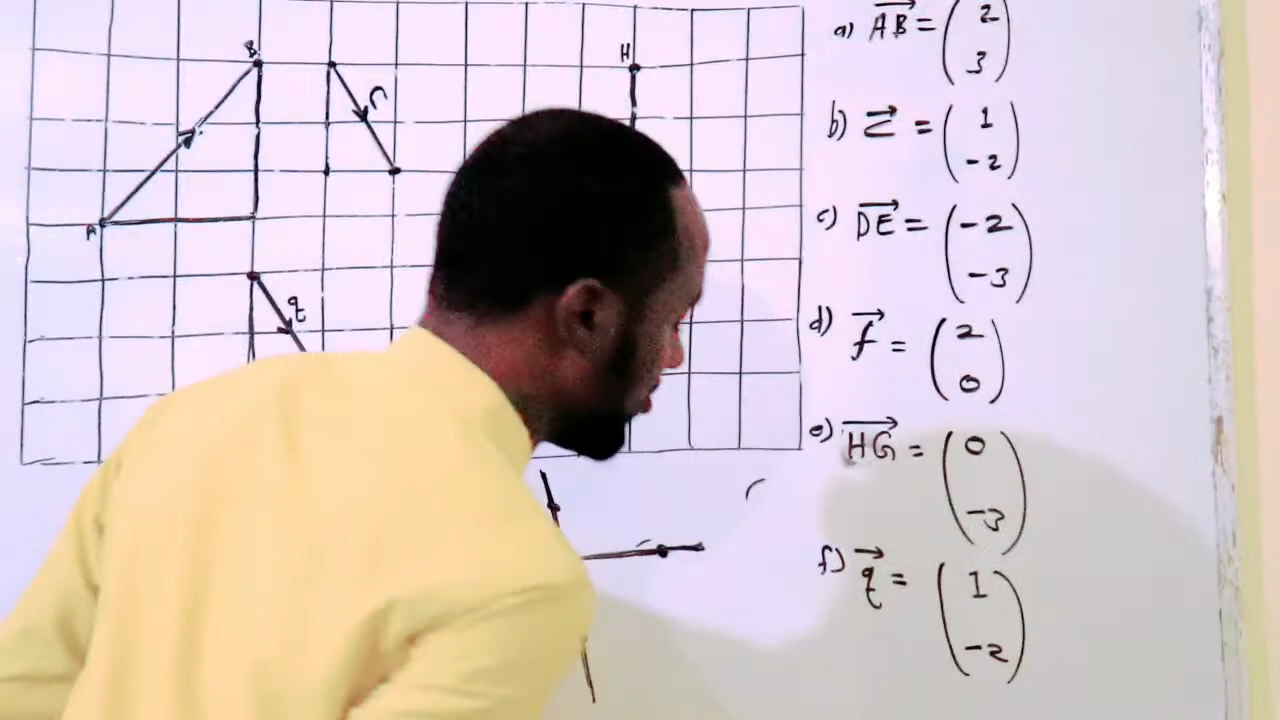 B
H
r
A
q
a) AB = ( 2
3 )
b) c = ( 1
-2 )
c) DE = ( -2
-3 )
d) f = ( 2
0 )
e) HG = ( 0
-3 )
f) q = ( 1
-2 )